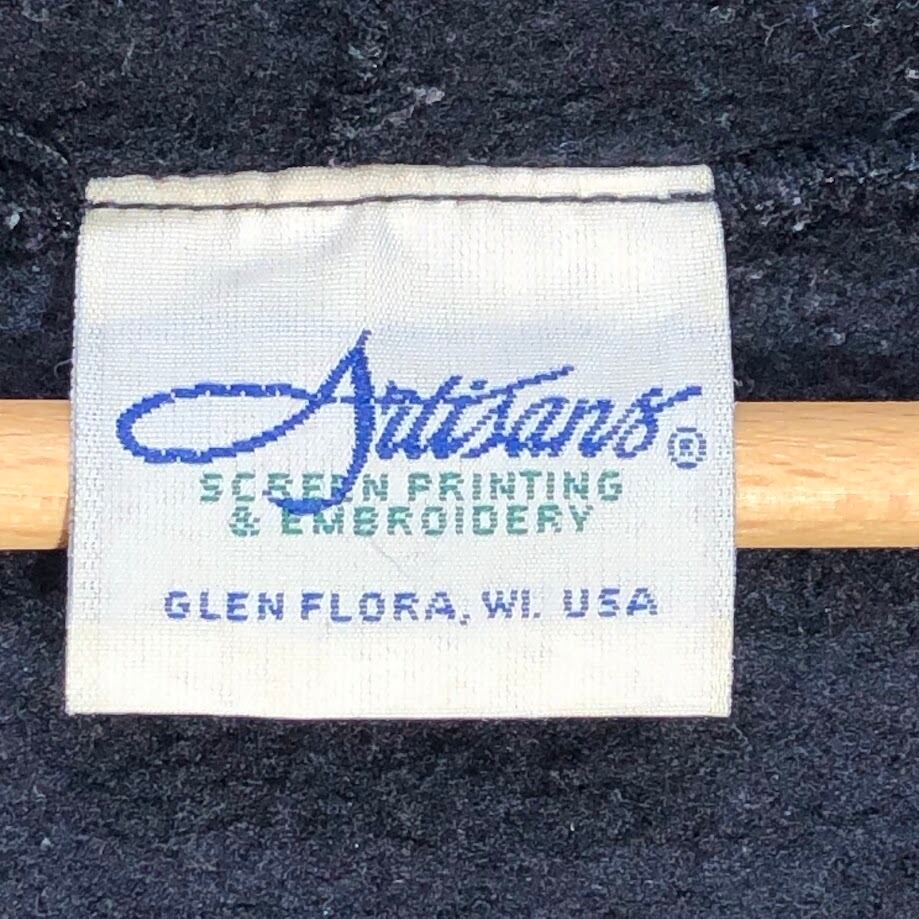 Artisans®
SCREEN PRINTING
& EMBROIDERY
GLEN FLORA, WI. USA